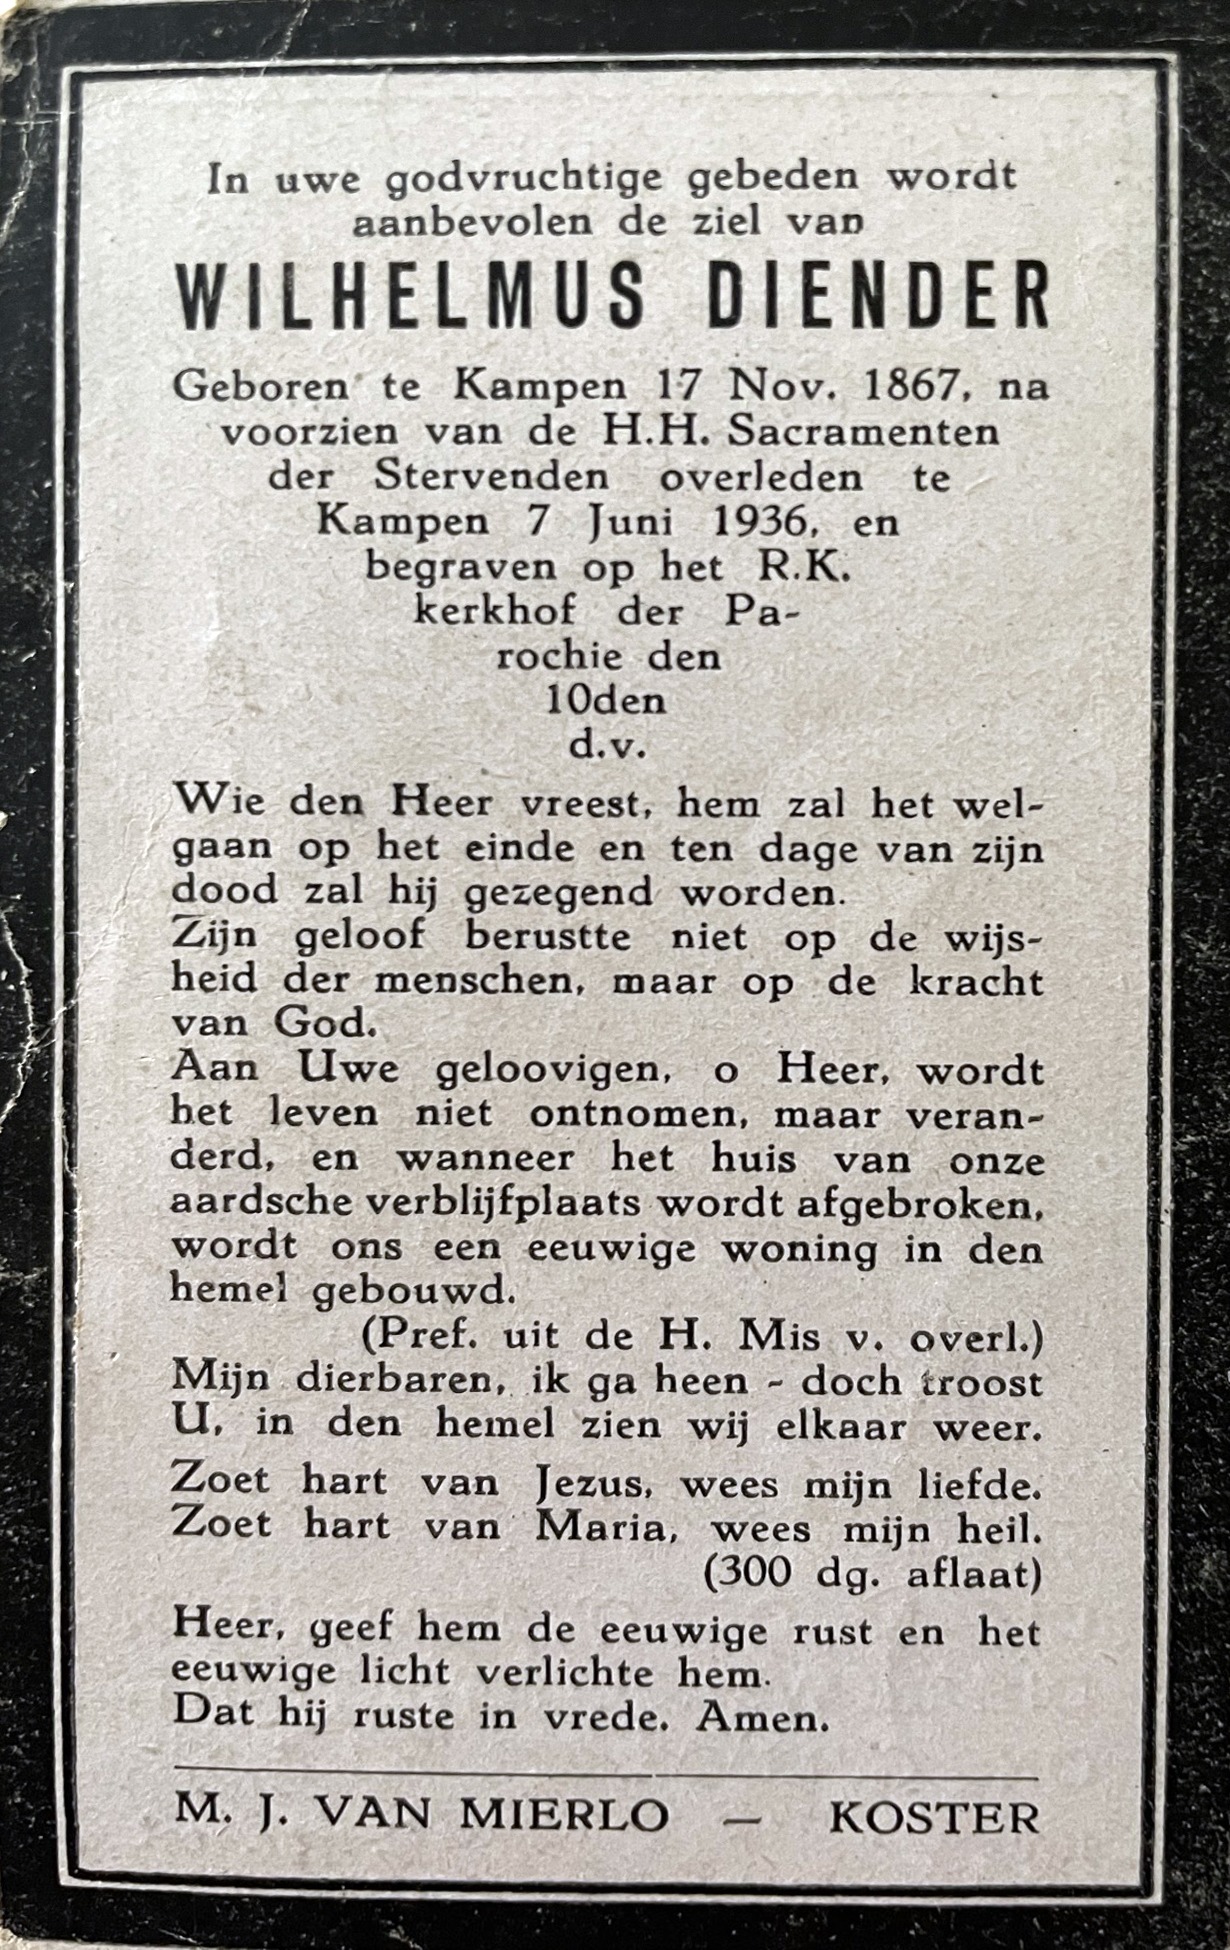 In uwe godvruchtige gebeden wordt
aanbevolen de ziel van
WILHELMUS DIENDER
Geboren te Kampen 17 Nov. 1867, na
voorzien van de H.H. Sacramenten
der Stervenden overleden te
Kampen 7 Juni 1936, en
begraven op het R.K.
kerkhof der Pa-
rochie den
10den
d.v.
Wie den Heer vreest, hem zal het wel-
gaan op het einde en ten dage van zijn
dood zal hij gezegend worden.
Zijn geloof berustte niet op de wijs-
heid der menschen, maar op de kracht
van God.
Aan Uwe geloovigen, o Heer, wordt
het leven niet ontnomen, maar veran-
derd, en wanneer het huis van onze
aardsche verblijfplaats wordt afgebroken,
wordt ons een eeuwige woning in den
hemel gebouwd.
(Pref. uit de H. Mis v. overl.)
Mijn dierbaren, ik ga heen - doch troost
U, in den hemel zien wij elkaar weer.
Zoet hart van Jezus, wees mijn liefde.
Zoet hart van Maria, wees mijn heil.
(300 dg. aflaat)
Heer, geef hem de eeuwige rust en het
eeuwige licht verlichte hem.
Dat hij ruste in vrede. Amen.
M. J. VAN MIERLO — KOSTER